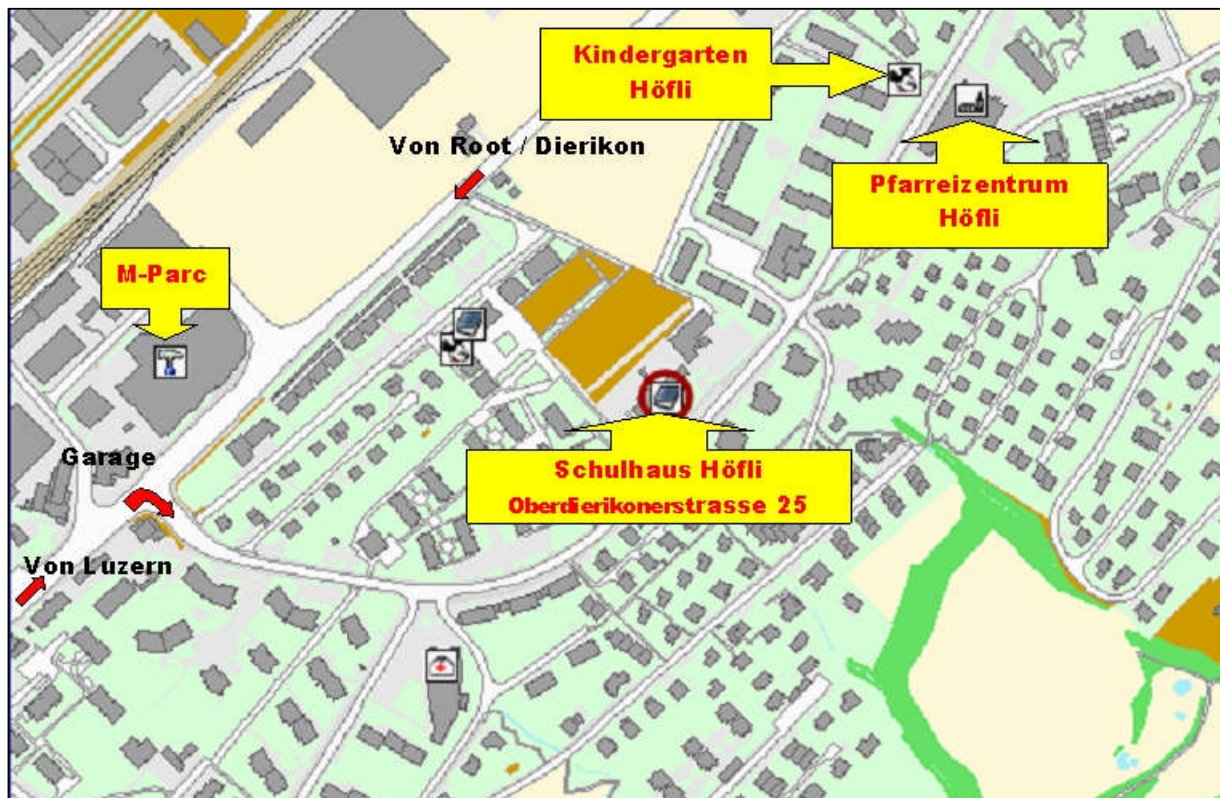 Kindergarten
Höfli
Von Root / Dierikon
Pfarreizentrum
Höfli
M-Parc
Garage
Schulhaus Höfli
Oberdierikonerstrasse 25
Von Luzern